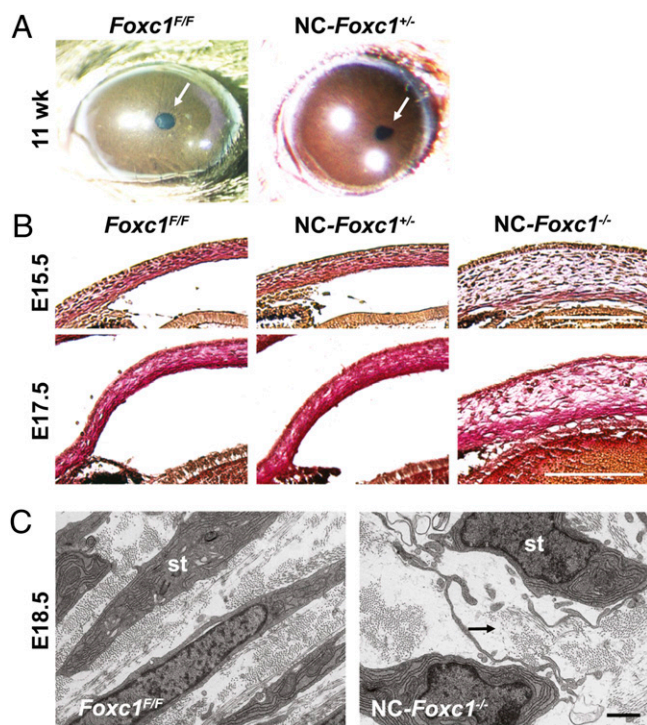 A
Foxc1F/F NC-Foxc1+/-
11 wk
B
Foxc1F/F NC-Foxc1+/- NC-Foxc1-/-
E15.5
E17.5
C
E18.5
st st
Foxc1F/F NC-Foxc1-/-